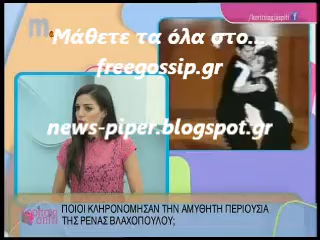 Μάθετε τα όλα στο...
freegossip.gr
news-piper.blogspot.gr
ΠΟΙΟΙ ΚΛΗΡΟΝΟΜΗΣΑΝ ΤΗΝ ΑΜΥΘΗΤΗ ΠΕΡΙΟΥΣΙΑ
ΤΗΣ ΡΕΝΑΣ ΒΛΑΧΟΠΟΥΛΟΥ;